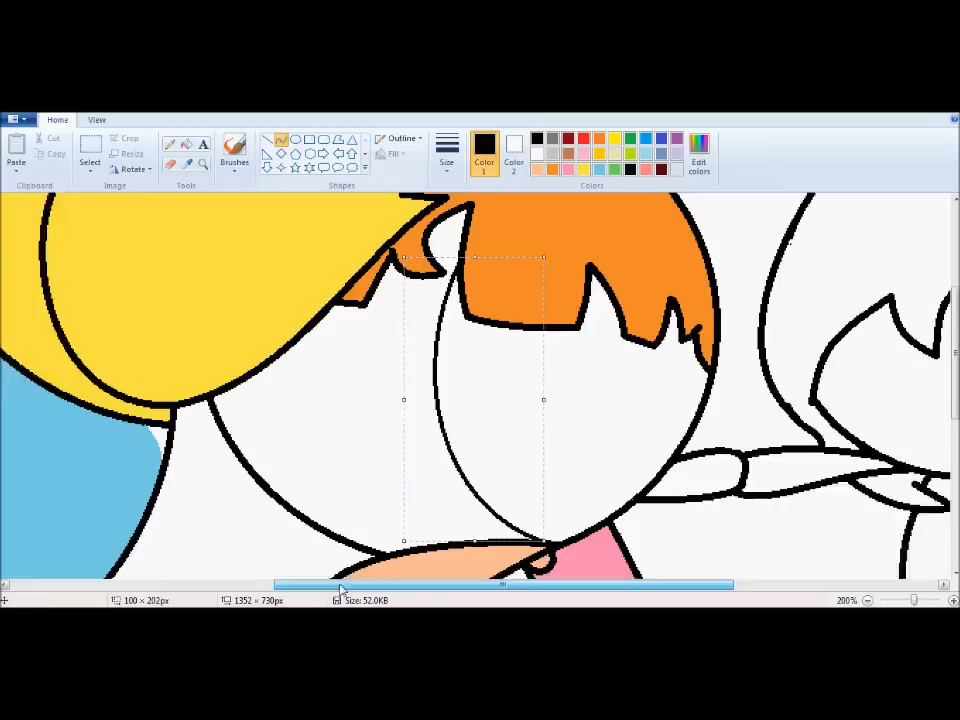 Home View
Cut
Copy
Paste
Clipboard
Select
Crop
Resize
Rotate
Image
A
Tools
Brushes
Outline
Fill
Shapes
Size
Color
1
Color
2
Edit
colors
Colors
100 × 202px
1352 × 730px
Size: 52.0KB
200%